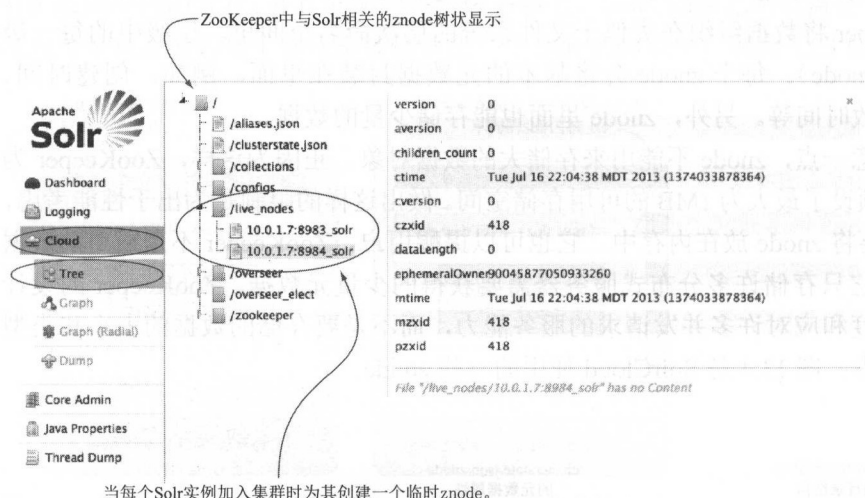 ZooKeeper中与Solr相关的znode树状显示
Apache
Solr
Dashboard
Logging
Cloud
Tree
Graph
Graph (Radial)
Dump
Core Admin
Java Properties
Thread Dump
/
/aliases.json
/clusterstate.json
/collections
/configs
/live_nodes
10.0.1.7:8983_solr
10.0.1.7:8984_solr
/overseer
/overseer_elect
/zookeeper
version 0
aversion 0
children_count 0
ctime Tue Jul 16 22:04:38 MDT 2013 (1374033878364)
cversion 0
czxid 418
dataLength
ephemeralOwner90045877050933260
mtime Tue Jul 16 22:04:38 MDT 2013 (1374033878364)
mzxid 418
pzxid 418
File "/live_nodes/10.0.1.7:8984_solr" has no Content
当每个Solr实例加入集群时为其创建一个临时znode。